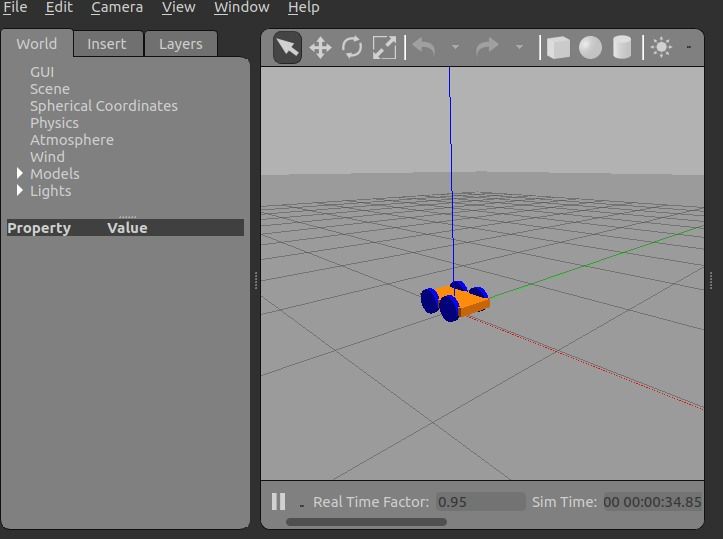 File Edit Camera View Window Help
World Insert Layers
GUI
Scene
Spherical Coordinates
Physics
Atmosphere
Wind
Models
Lights
Property Value
Real Time Factor: 0.95 Sim Time: 00 00:00:34.85